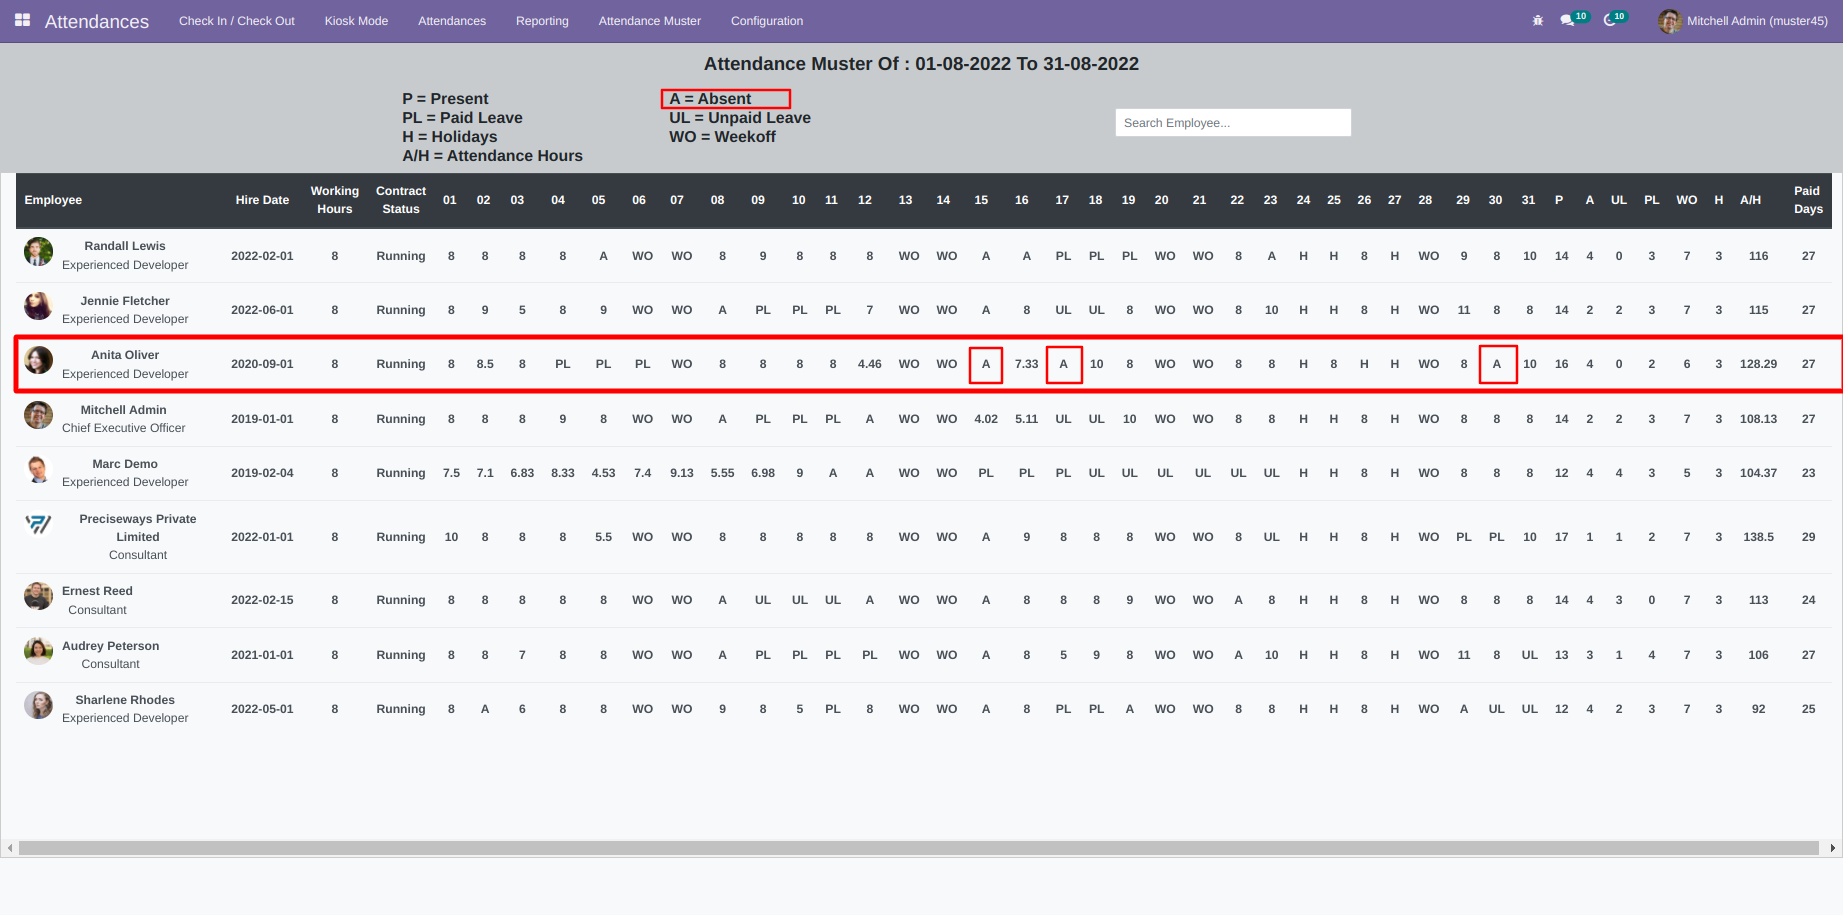 Attendances Check In / Check Out Kiosk Mode Attendances Reporting Attendance Muster Configuration 10 10 Mitchell Admin (muster45)
Attendance Muster Of : 01-08-2022 To 31-08-2022
P = Present A = Absent
PL = Paid Leave UL = Unpaid Leave
H = Holidays WO = Weekoff
A/H = Attendance Hours
Search Employee...
Employee Hire Date Working Hours Contract Status 01 02 03 04 05 06 07 08 09 10 11 12 13 14 15 16 17 18 19 20 21 22 23 24 25 26 27 28 29 30 31 P A UL PL WO H A/H Paid Days
Randall Lewis
Experienced Developer
2022-02-01 8 Running 8 8 8 8 A WO WO 8 9 8 8 8 WO WO A A PL PL PL WO WO 8 A H H 8 H WO 9 8 10 14 4 0 3 7 3 116 27
Jennie Fletcher
Experienced Developer
2022-06-01 8 Running 8 9 5 8 9 WO WO A PL PL PL 7 WO WO A 8 UL UL 8 WO WO 8 10 H H 8 H WO 11 8 8 14 2 2 3 7 3 115 27
Anita Oliver
Experienced Developer
2020-09-01 8 Running 8 8.5 8 PL PL PL WO 8 8 8 8 4.46 WO WO A 7.33 A 10 8 WO WO 8 8 H 8 H H WO 8 A 10 16 4 0 2 6 3 128.29 27
Mitchell Admin
Chief Executive Officer
2019-01-01 8 Running 8 8 8 9 8 WO WO A PL PL PL A WO WO 4.02 5.11 UL UL 10 WO WO 8 8 H H 8 H WO 8 8 8 14 2 2 3 7 3 108.13 27
Marc Demo
Experienced Developer
2019-02-04 8 Running 7.5 7.1 6.83 8.33 4.53 7.4 9.13 5.55 6.98 9 A A WO WO PL PL PL UL UL UL UL UL UL H H 8 H WO 8 8 8 12 4 4 3 5 3 104.37 23
Preciseways Private
Limited
Consultant
2022-01-01 8 Running 10 8 8 8 5.5 WO WO 8 8 8 8 8 WO WO A 9 8 8 8 WO WO 8 UL H H 8 H WO PL PL 10 17 1 1 2 7 3 138.5 29
Ernest Reed
Consultant
2022-02-15 8 Running 8 8 8 8 8 WO WO A UL UL UL A WO WO A 8 8 8 9 WO WO A 8 H H 8 H WO 8 8 8 14 4 3 0 7 3 113 24
Audrey Peterson
Consultant
2021-01-01 8 Running 8 8 7 8 8 WO WO A PL PL PL PL WO WO A 8 5 9 8 WO WO A 10 H H 8 H WO 11 8 UL 13 3 1 4 7 3 106 27
Sharlene Rhodes
Experienced Developer
2022-05-01 8 Running 8 A 6 8 8 WO WO 9 8 5 PL 8 WO WO A 8 PL PL A WO WO 8 8 H H 8 H WO A UL UL 12 4 2 3 7 3 92 25